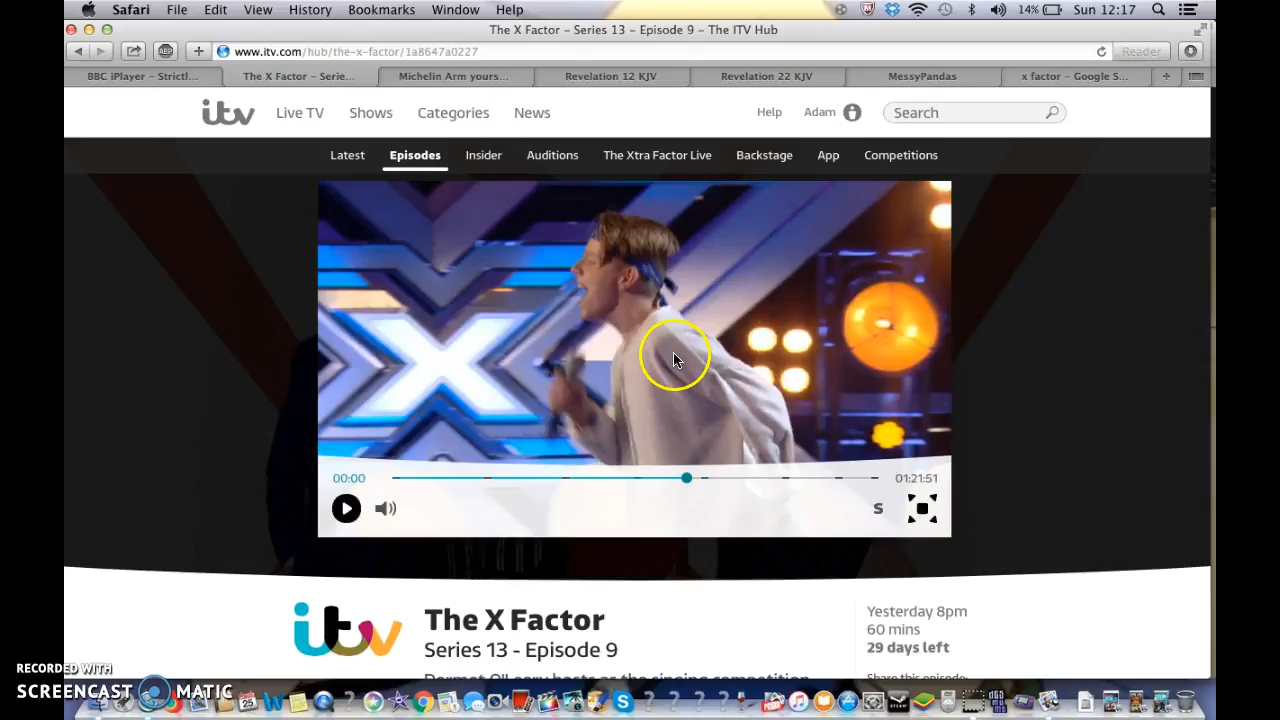 Safari File Edit View History Bookmarks Window Help 14% Sun 12:17
The X Factor – Series 13 – Episode 9 – The ITV Hub
www.itv.com/hub/the-x-factor/1a8647a0227 Reader
BBC iPlayer – Strictl... The X Factor – Serie... Michelin Arm yours... Revelation 12 KJV Revelation 22 KJV MessyPandas x factor – Google S...
itv Live TV Shows Categories News Help Adam Search
Latest Episodes Insider Auditions The Xtra Factor Live Backstage App Competitions
00:00 01:21:51
S
itv
The X Factor
Series 13 - Episode 9
Yesterday 8pm
60 mins
29 days left
RECORDED WITH
SCREENCAST MATIC